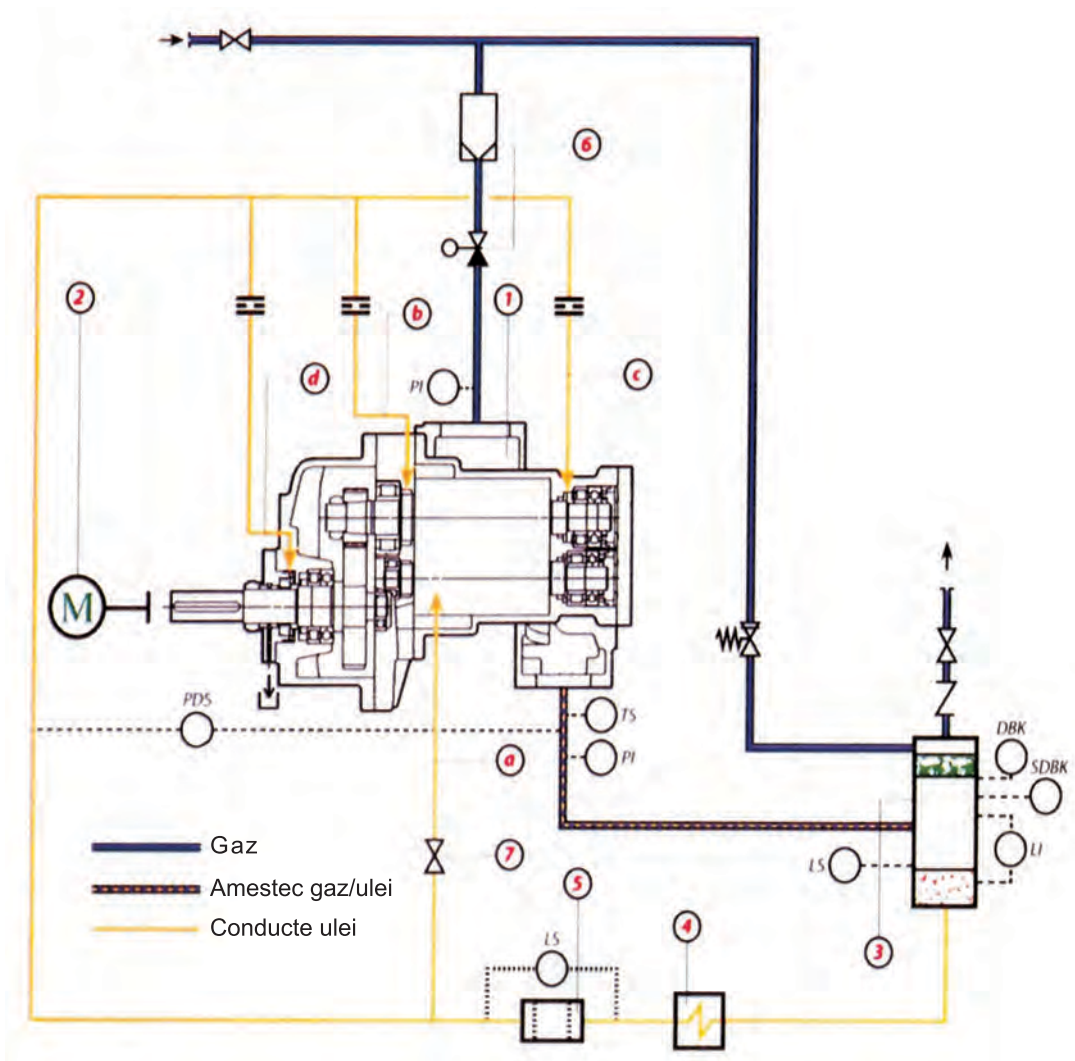 6
2
b
1
d
PI
c
M
PDS
TS
DBK
a
PI
SDBK
Gaz
7
LS
LI
Amestec gaz/ulei
5
Conducte ulei
4
LS
3